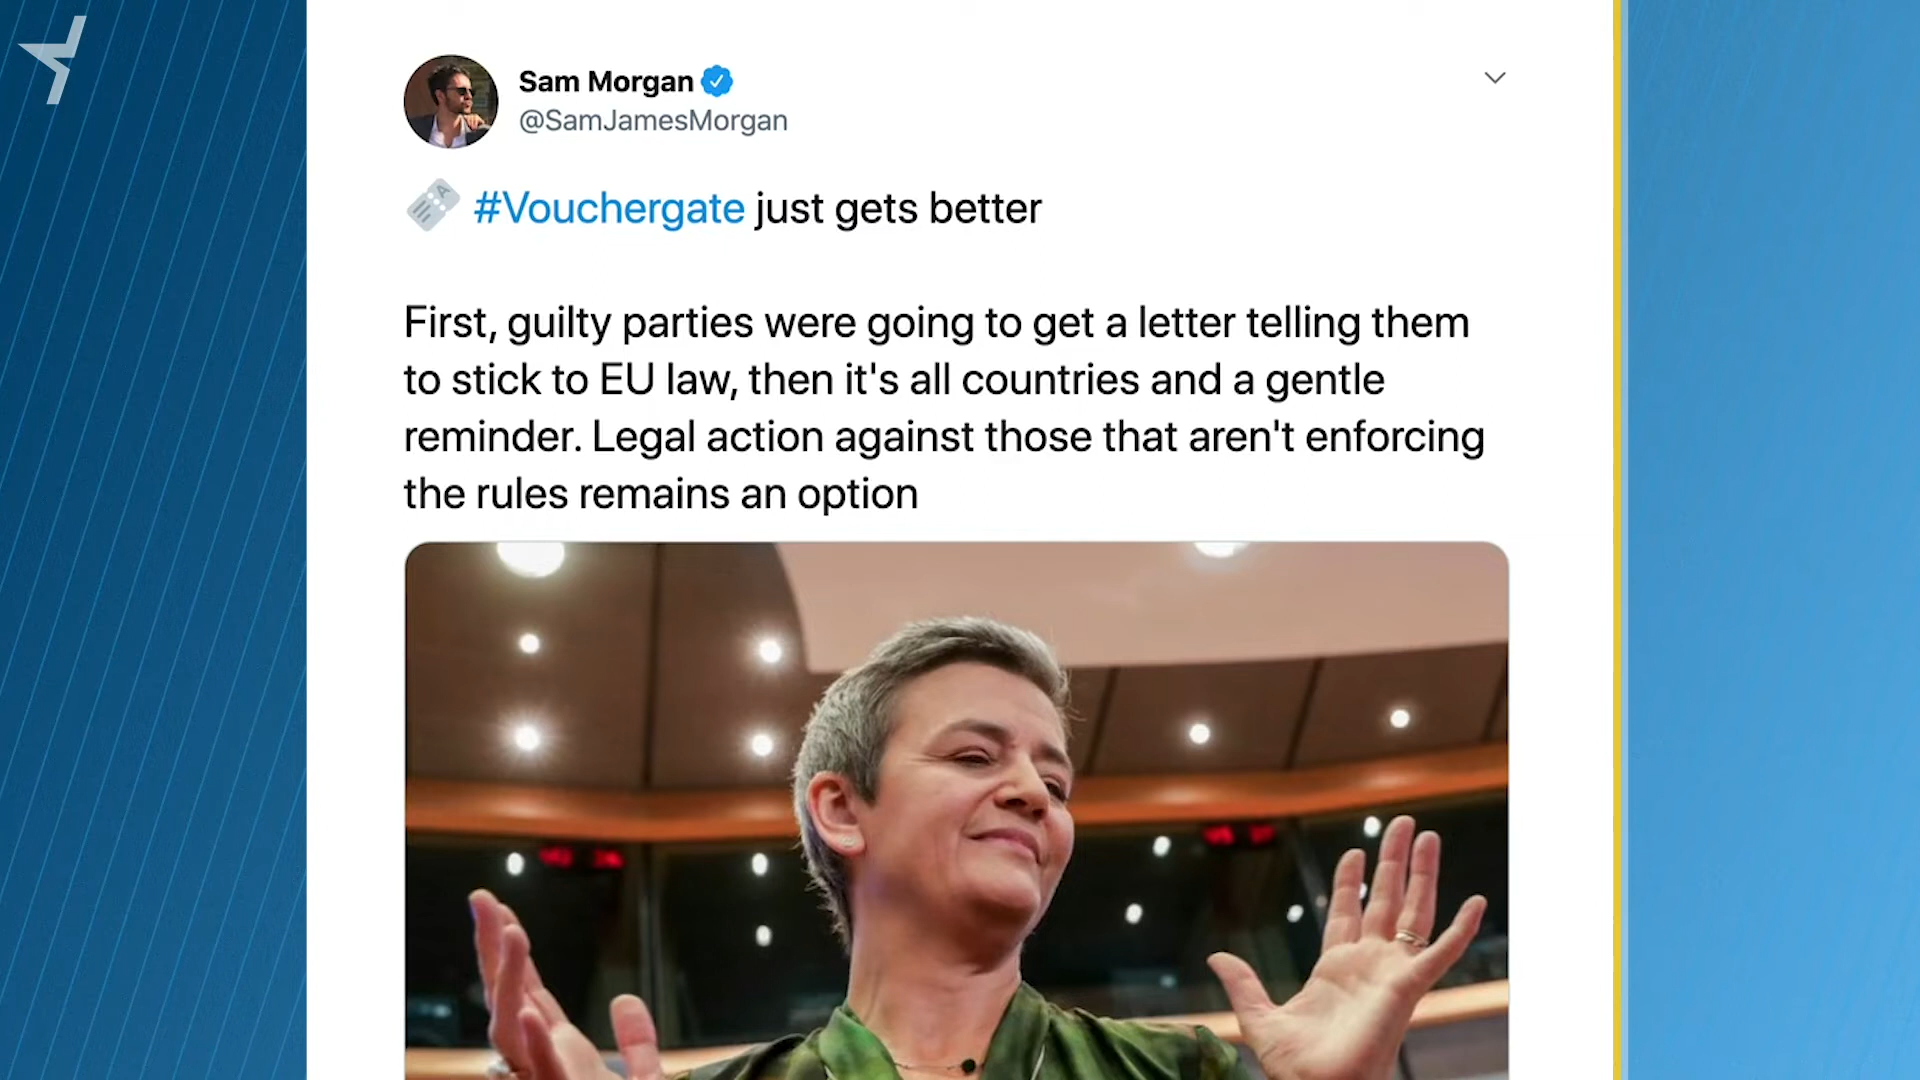 Sam Morgan
@SamJamesMorgan
#Vouchergate just gets better
First, guilty parties were going to get a letter telling them
to stick to EU law, then it's all countries and a gentle
reminder. Legal action against those that aren't enforcing
the rules remains an option